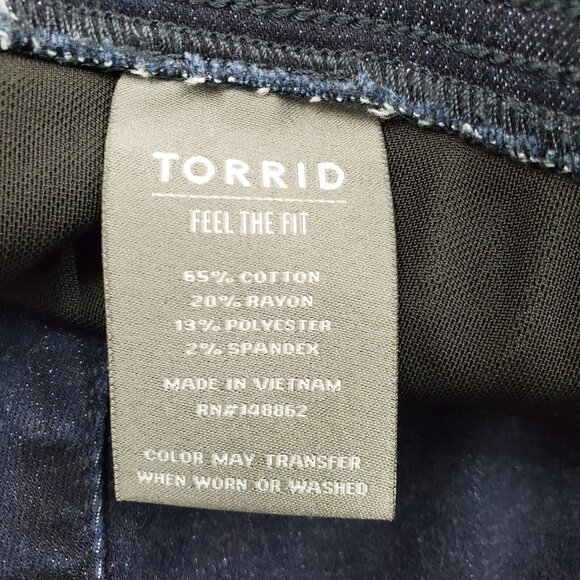 TORRID
FEEL THE FIT
65% COTTON
20% RAYON
13% POLYESTER
2% SPANDEX
MADE IN VIETNAM
RN#148862
COLOR MAY TRANSFER
WHEN WORN OR WASHED